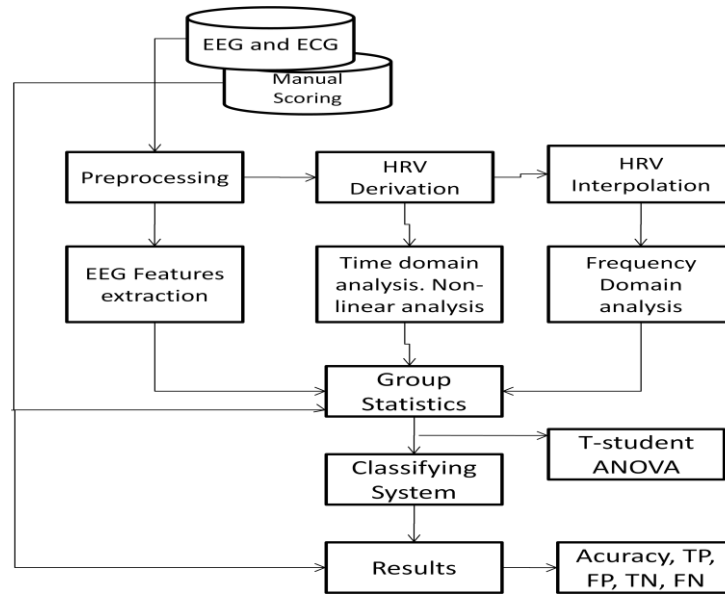 EEG and ECG
Manual
Scoring
Preprocessing
HRV
Derivation
HRV
Interpolation
EEG Features
extraction
Time domain
analysis. Non-
linear analysis
Frequency
Domain
analysis
Group
Statistics
T-student
ANOVA
Classifying
System
Results
Acuracy, TP,
FP, TN, FN